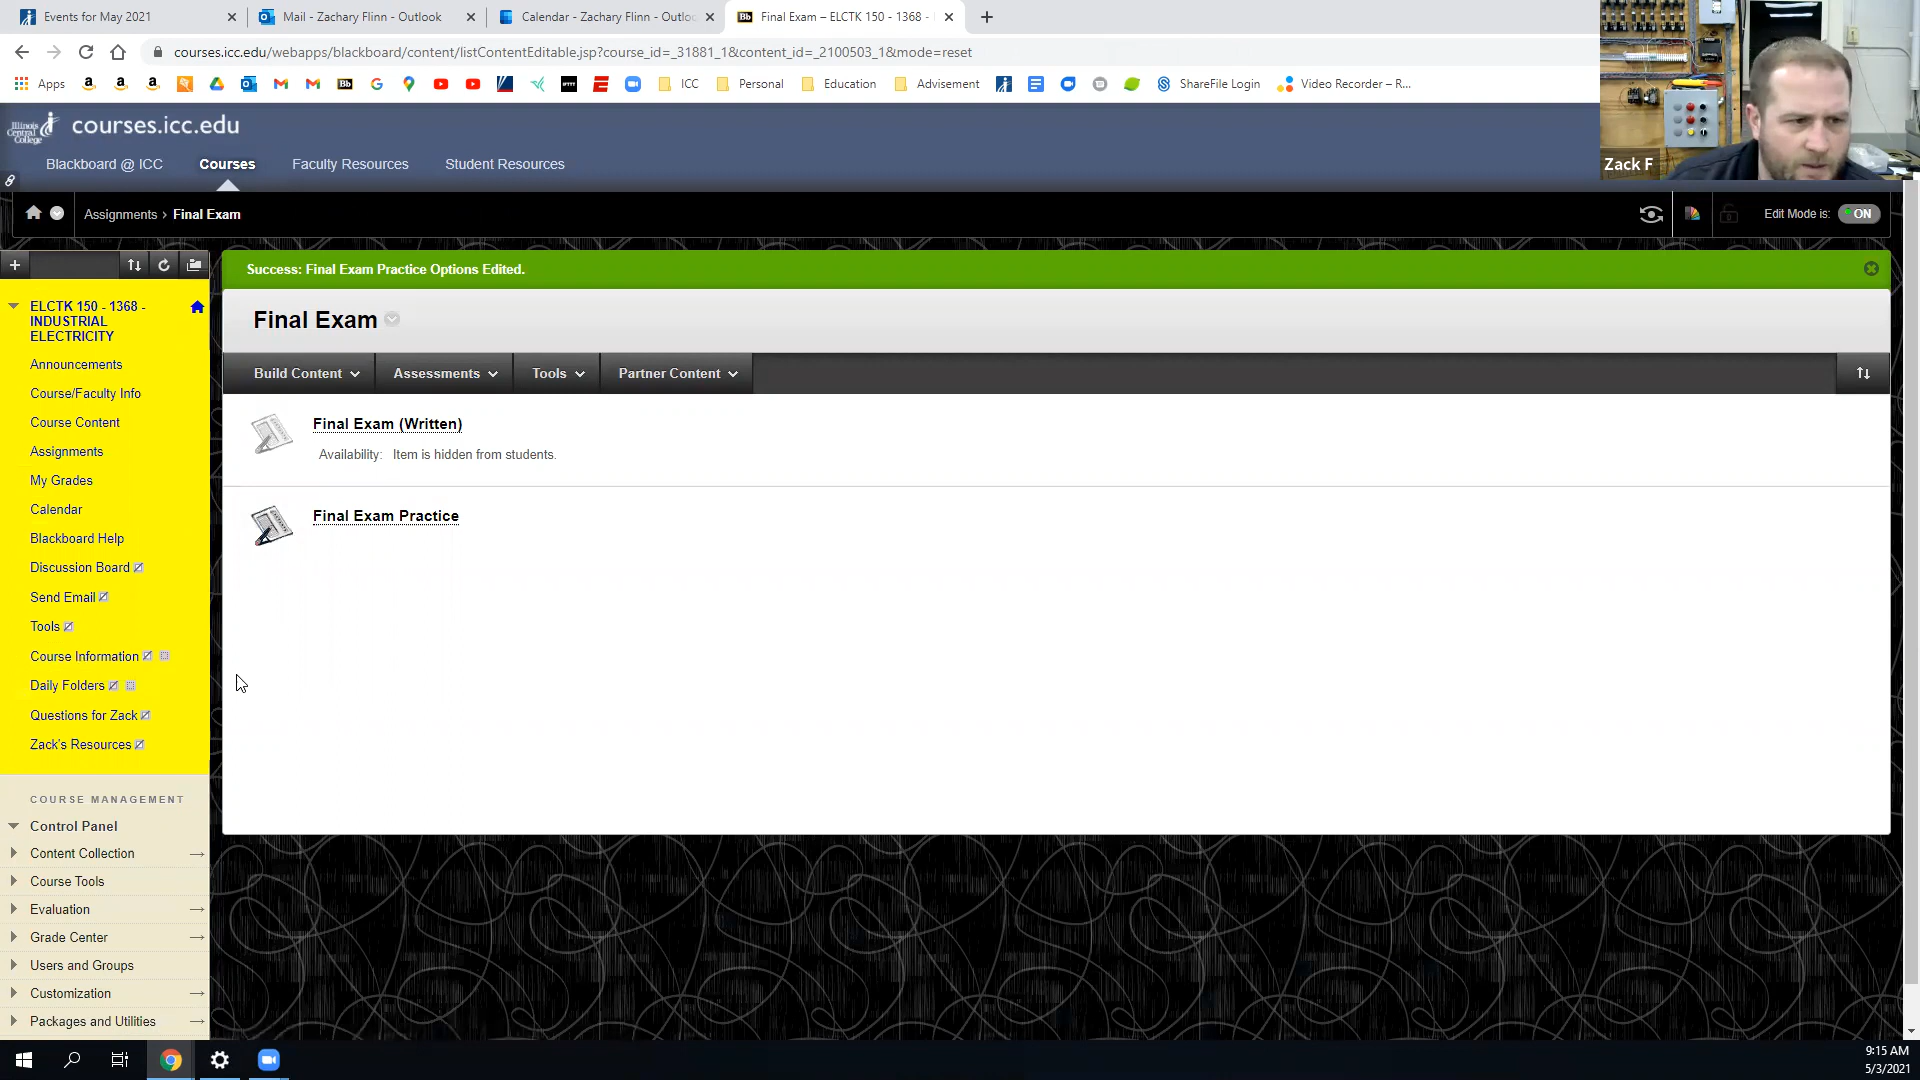 Events for May 2021
Mail - Zachary Flinn - Outlook
Calendar - Zachary Flinn - Outlo
Final Exam – ELCTK 150 - 1368 -
courses.icc.edu/webapps/blackboard/content/listContentEditable.jsp?course_id=_31881_1&content_id=_2100503_1&mode=reset
Apps
ICC
Personal
Education
Advisement
ShareFile Login
Video Recorder – R...
Illinois Central College
courses.icc.edu
Blackboard @ ICC
Courses
Faculty Resources
Student Resources
Zack F
Assignments › Final Exam
Edit Mode is: ON
Success: Final Exam Practice Options Edited.
Final Exam
Build Content
Assessments
Tools
Partner Content
Final Exam (Written)
Availability: Item is hidden from students.
Final Exam Practice
ELCTK 150 - 1368 -
INDUSTRIAL
ELECTRICITY
Announcements
Course/Faculty Info
Course Content
Assignments
My Grades
Calendar
Blackboard Help
Discussion Board
Send Email
Tools
Course Information
Daily Folders
Questions for Zack
Zack's Resources
COURSE MANAGEMENT
Control Panel
Content Collection
Course Tools
Evaluation
Grade Center
Users and Groups
Customization
Packages and Utilities
9:15 AM
5/3/2021